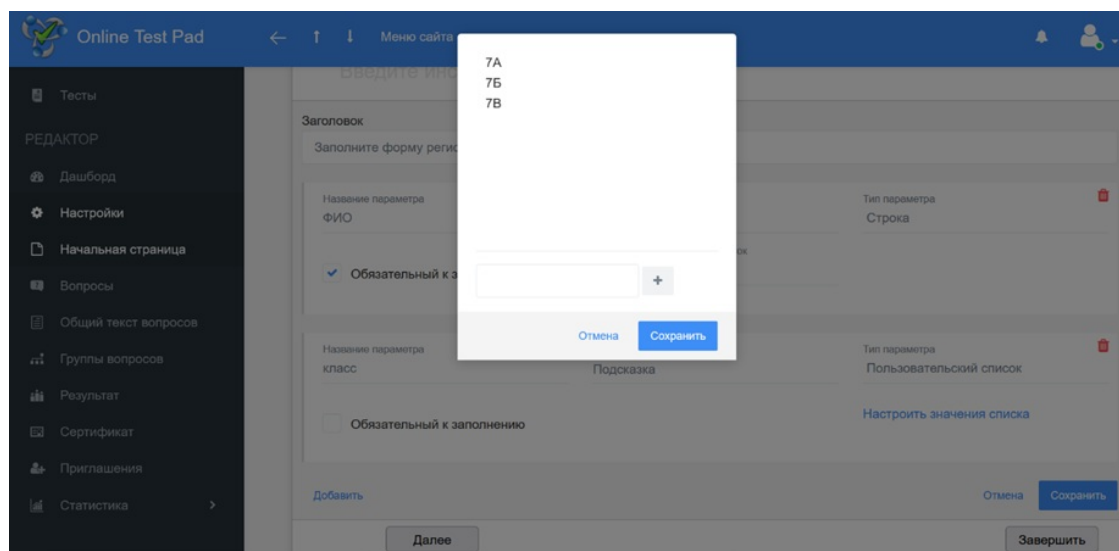 Online Test Pad
Меню сайта
Тесты
РЕДАКТОР
Дашборд
Настройки
Начальная страница
Вопросы
Общий текст вопросов
Группы вопросов
Результат
Сертификат
Приглашения
Статистика
Введите
Заголовок
Заполните форму
Название параметра
ФИО
Тип параметра
Строка
Обязательный к
7А
7Б
7В
+
Отмена Сохранить
Название параметра
класс
Подсказка
Тип параметра
Пользовательский список
Обязательный к заполнению
Настроить значения списка
Добавить
Отмена Сохранить
Далее
Завершить